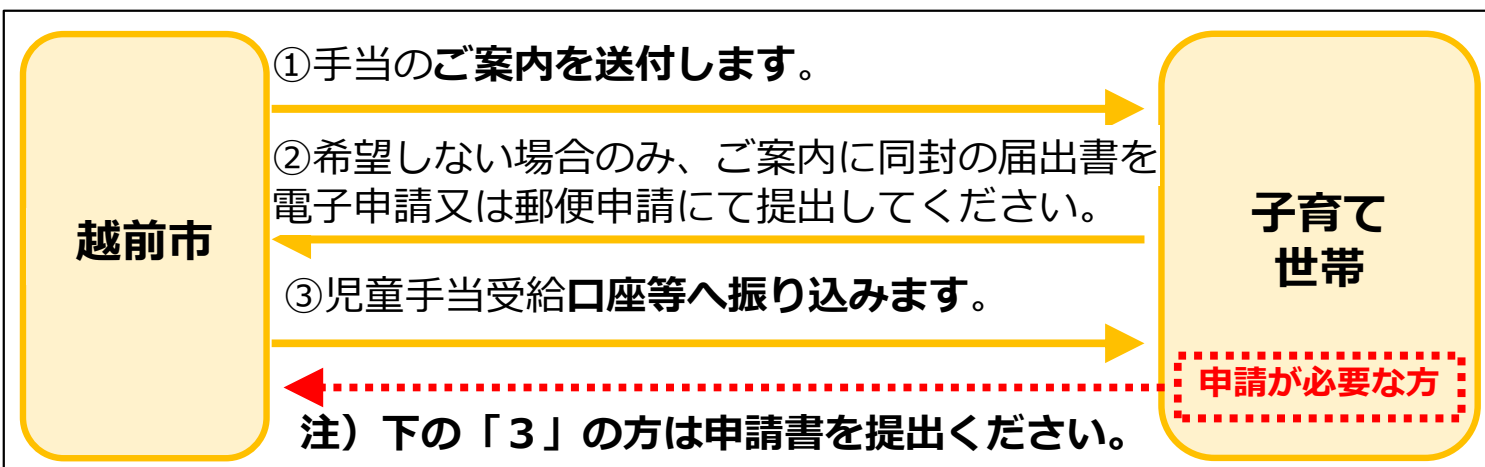 越前市
①手当のご案内を送付します。
②希望しない場合のみ、ご案内に同封の届出書を
電子申請又は郵便申請にて提出してください。
③児童手当受給口座等へ振り込みます。
子育て
世帯
申請が必要な方
注）下の「３」の方は申請書を提出ください。